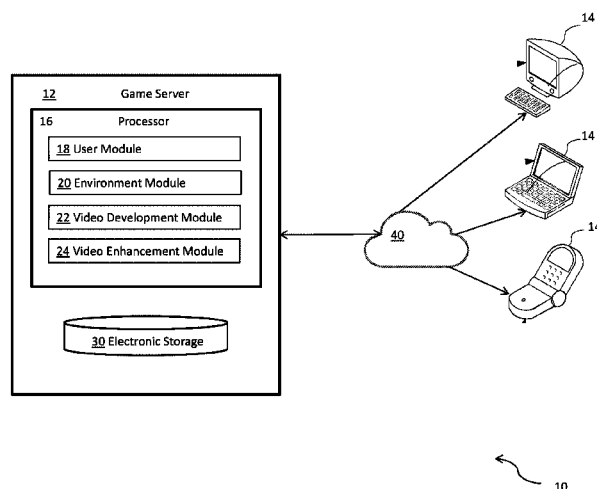 14
12 Game Server
16 Processor
18 User Module
20 Environment Module
22 Video Development Module
24 Video Enhancement Module
30 Electronic Storage
40
14
14
10